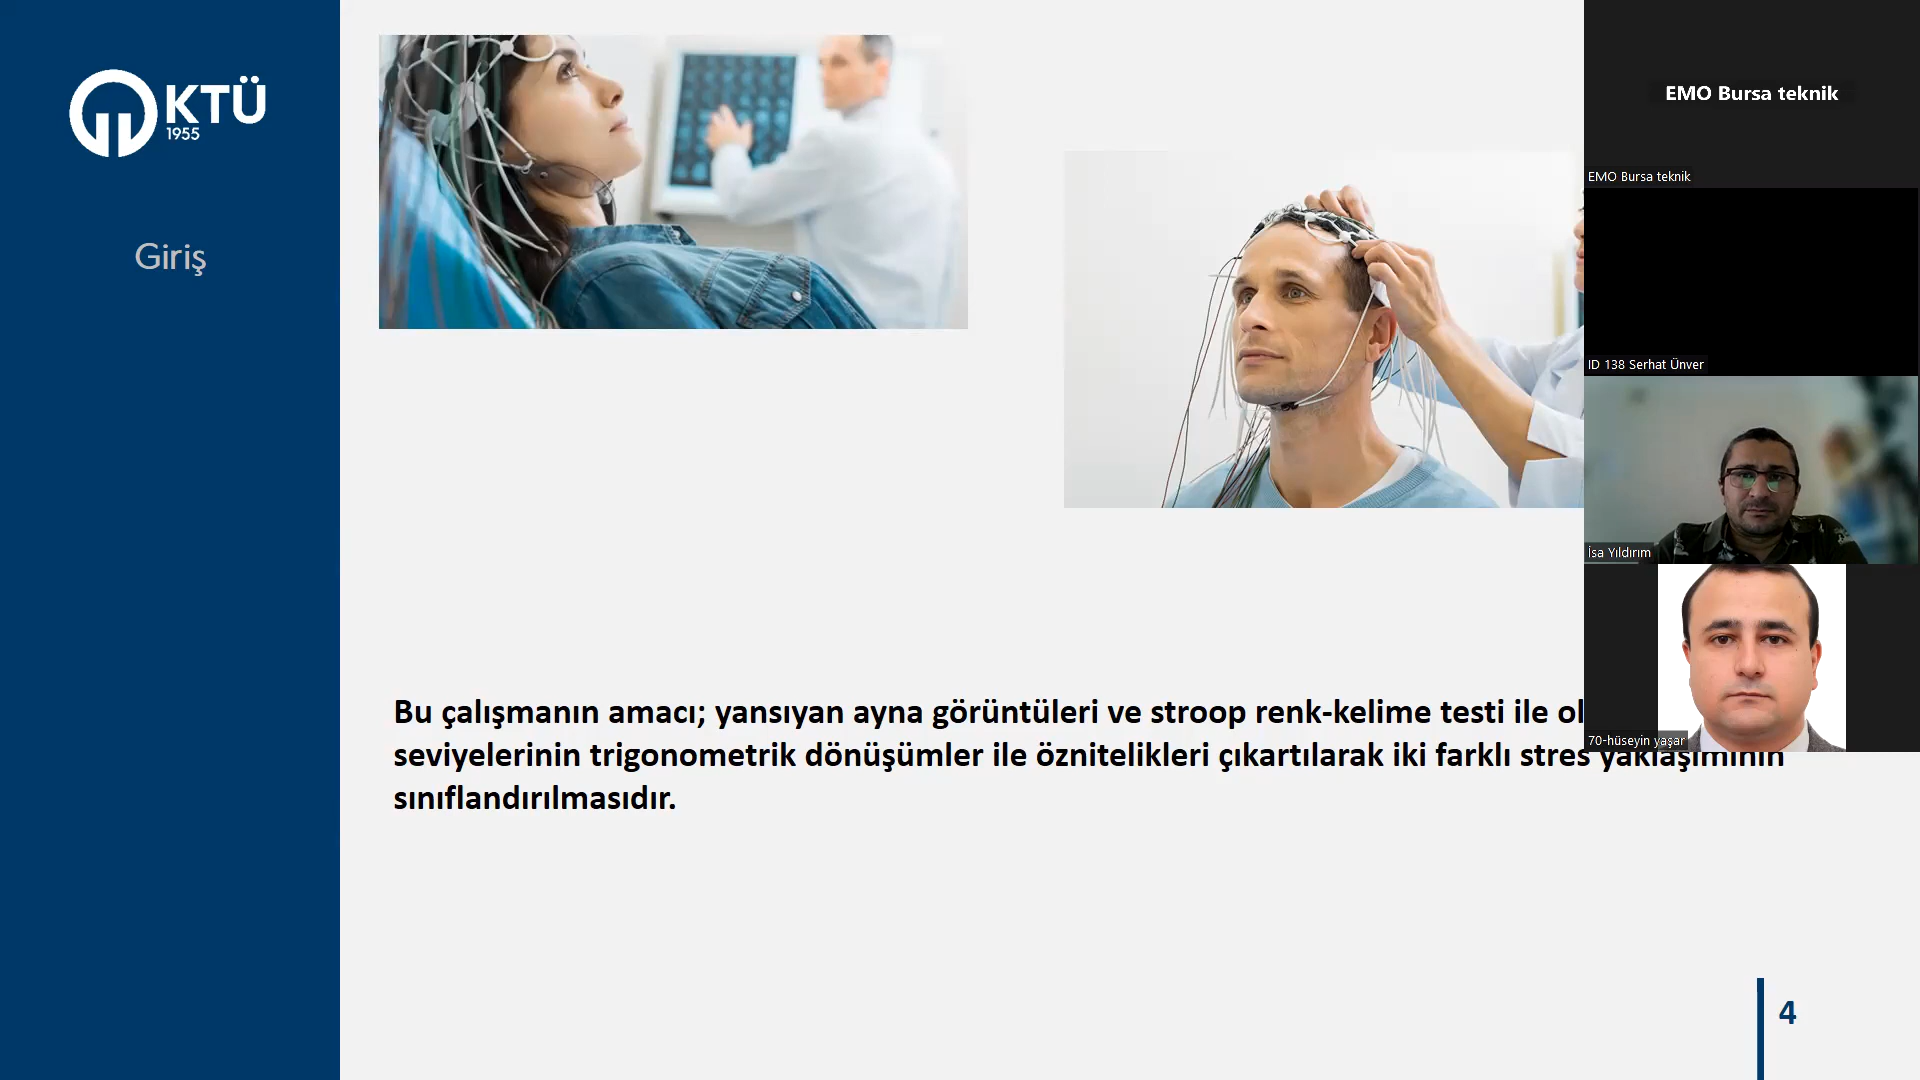 KTÜ
1955
Giriş
Bu çalışmanın amacı; yansıyan ayna görüntüleri ve stroop renk-kelime testi ile
seviyelerinin trigonometrik dönüşümler ile öznitelikleri çıkartılarak iki farklı stres yaklaşımının
sınıflandırılmasıdır.
4
EMO Bursa teknik
EMO Bursa teknik
ID 138 Serhat Ünver
İsa Yıldırım
70-hüseyin yaşar